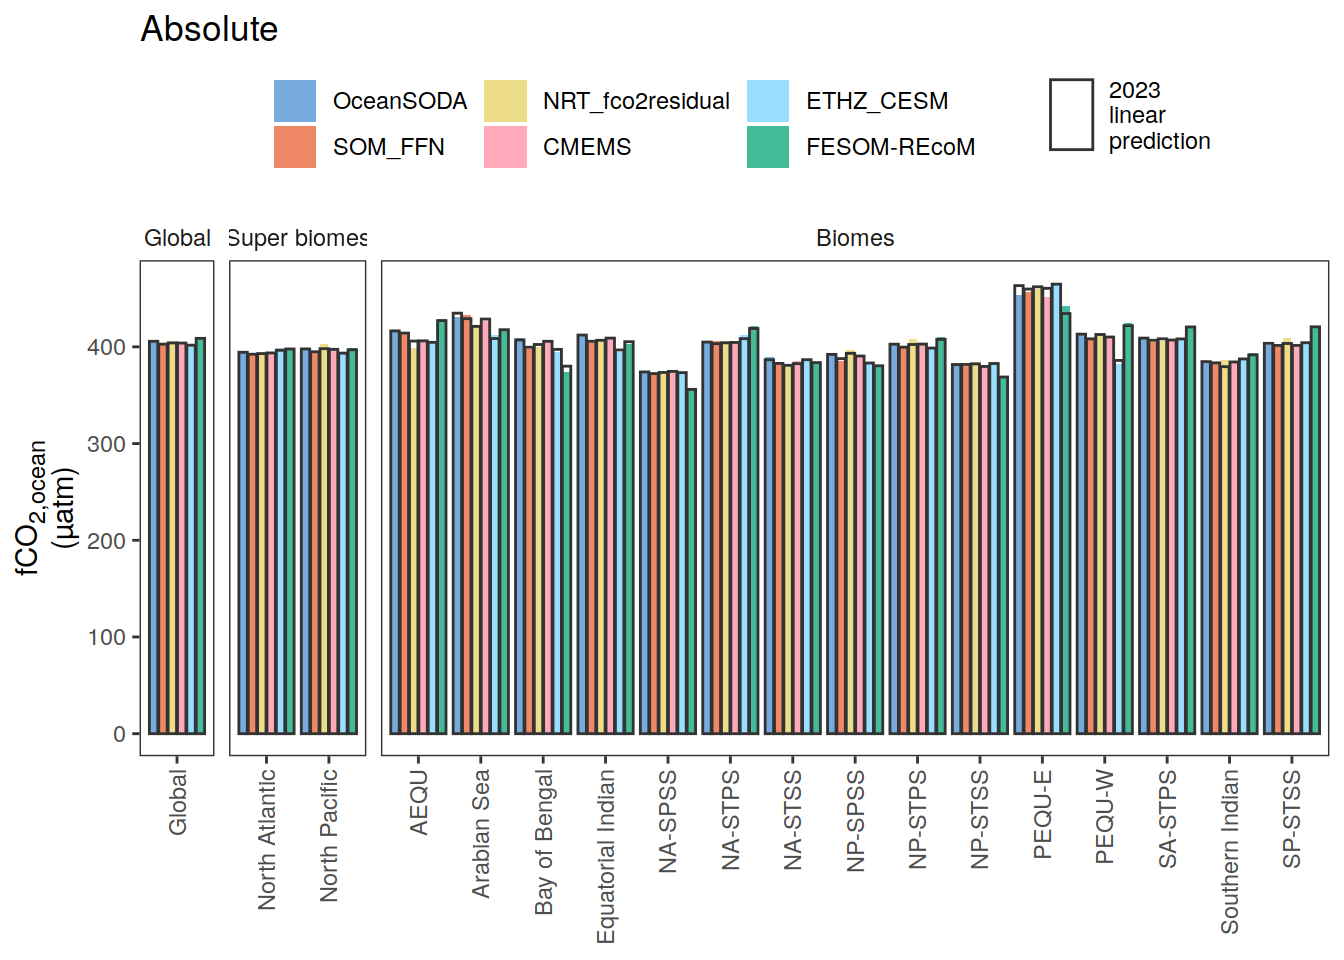 Absolute
OceanSODA
SOM_FFN
NRT_fco2residual
CMEMS
ETHZ_CESM
FESOM-REcoM
2023
linear
prediction
Global
Super biomes
Biomes
fCO2,ocean
(µatm)
400
300
200
100
0
Global
North Atlantic
North Pacific
AEQU
Arabian Sea
Bay of Bengal
Equatorial Indian
NA-SPSS
NA-STPS
NA-STSS
NP-SPSS
NP-STPS
NP-STSS
PEQU-E
PEQU-W
SA-STPS
Southern Indian
SP-STSS